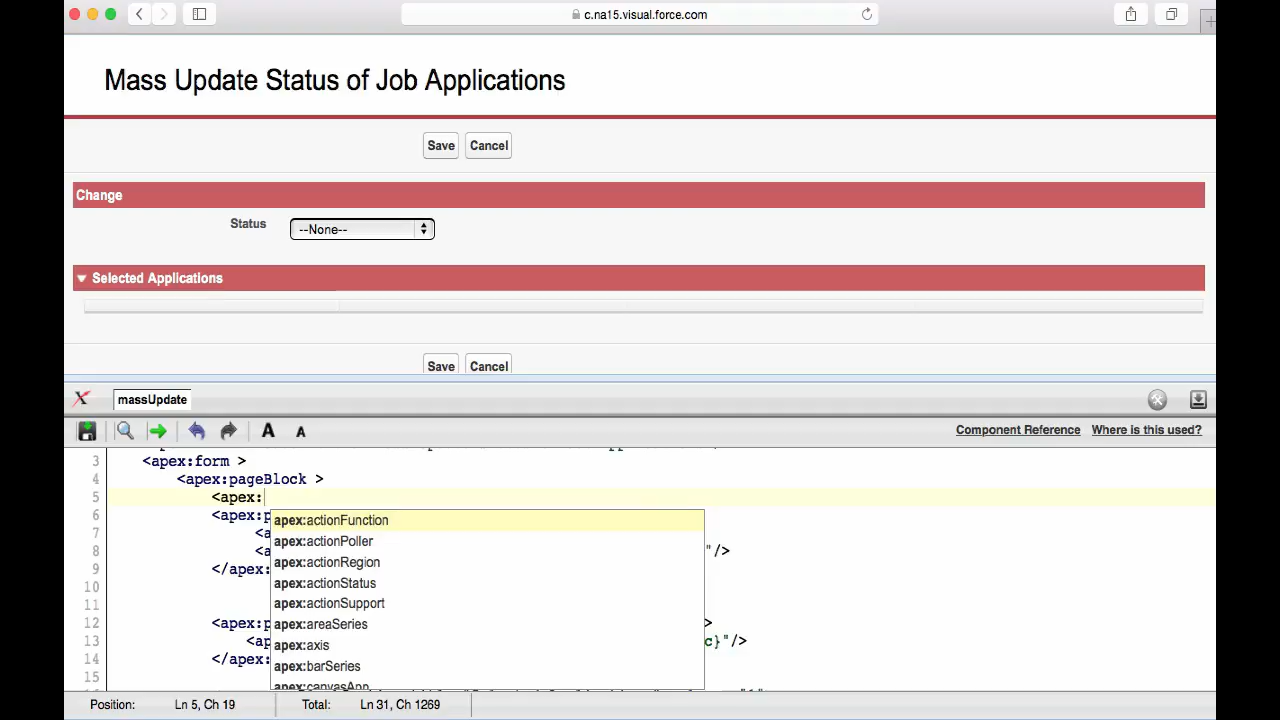 c.na15.visual.force.com
Mass Update Status of Job Applications
Save Cancel
Change
Status --None--
Selected Applications
Save Cancel
massUpdate
A A Component Reference Where is this used?
3 <apex:form >
4 <apex:pageBlock >
5 <apex:
6 <apex:p
7 <a
8 <a "/>
9 </apex:
10
11
12 <apex:p >
13 <ap c}"/>
14 </apex:
15
apex:actionFunction
apex:actionPoller
apex:actionRegion
apex:actionStatus
apex:actionSupport
apex:areaSeries
apex:axis
apex:barSeries
apex:canvasApp
Position: Ln 5, Ch 19 Total: Ln 31, Ch 1269